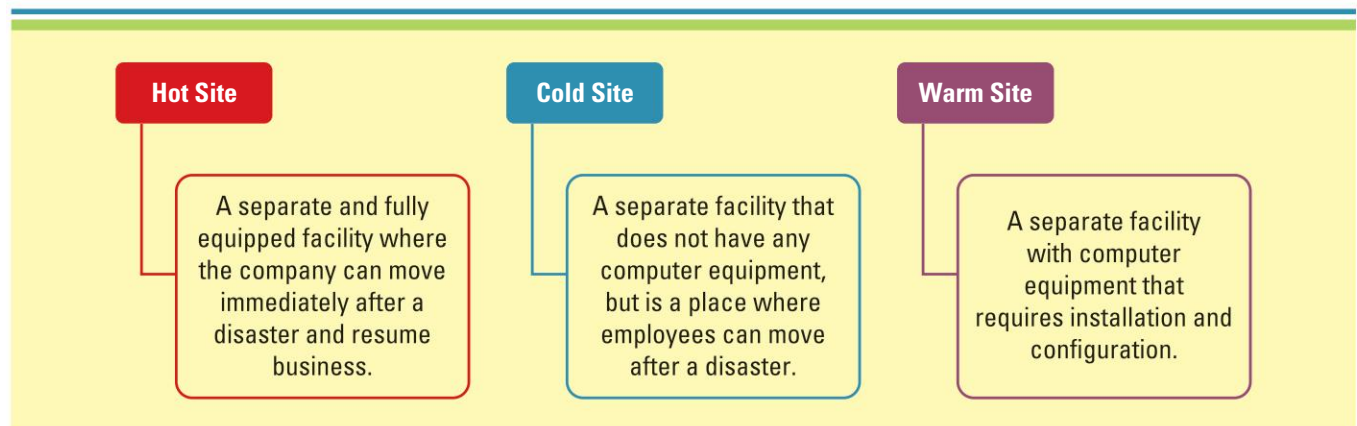 Hot Site
A separate and fully
equipped facility where
the company can move
immediately after a
disaster and resume
business.
Cold Site
A separate facility that
does not have any
computer equipment,
but is a place where
employees can move
after a disaster.
Warm Site
A separate facility
with computer
equipment that
requires installation and
configuration.